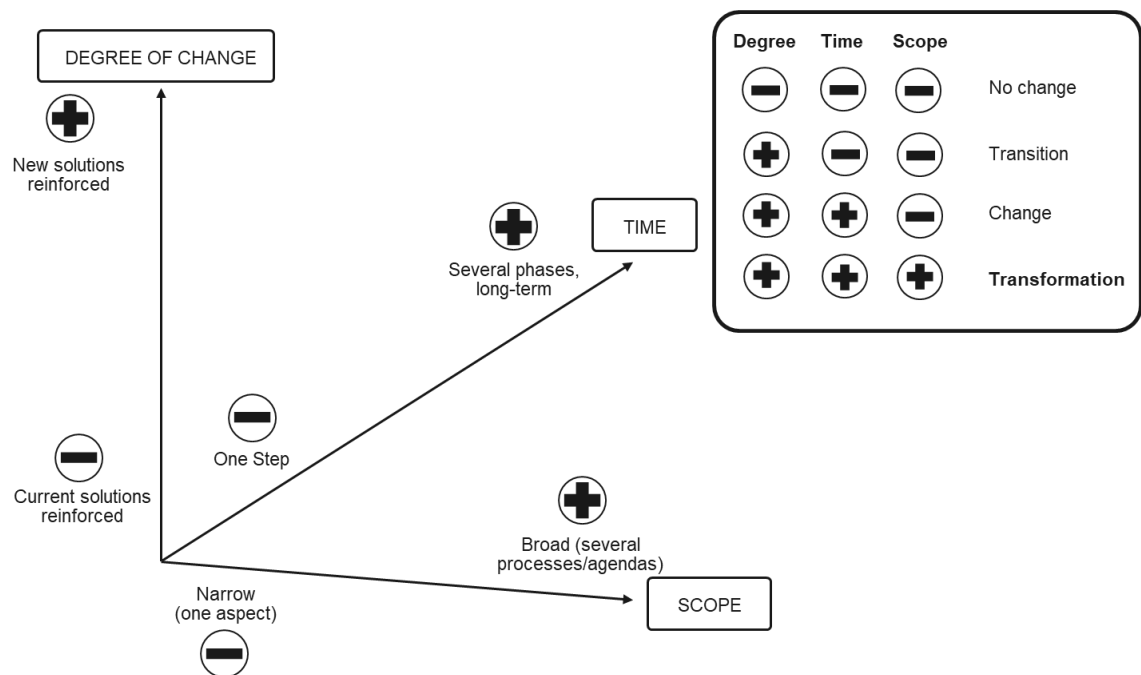 DEGREE OF CHANGE
New solutions
reinforced
Current solutions
reinforced
One Step
Several phases,
long-term
TIME
Narrow
(one aspect)
Broad (several
processes/agendas)
SCOPE
Degree Time Scope
No change
Transition
Change
Transformation